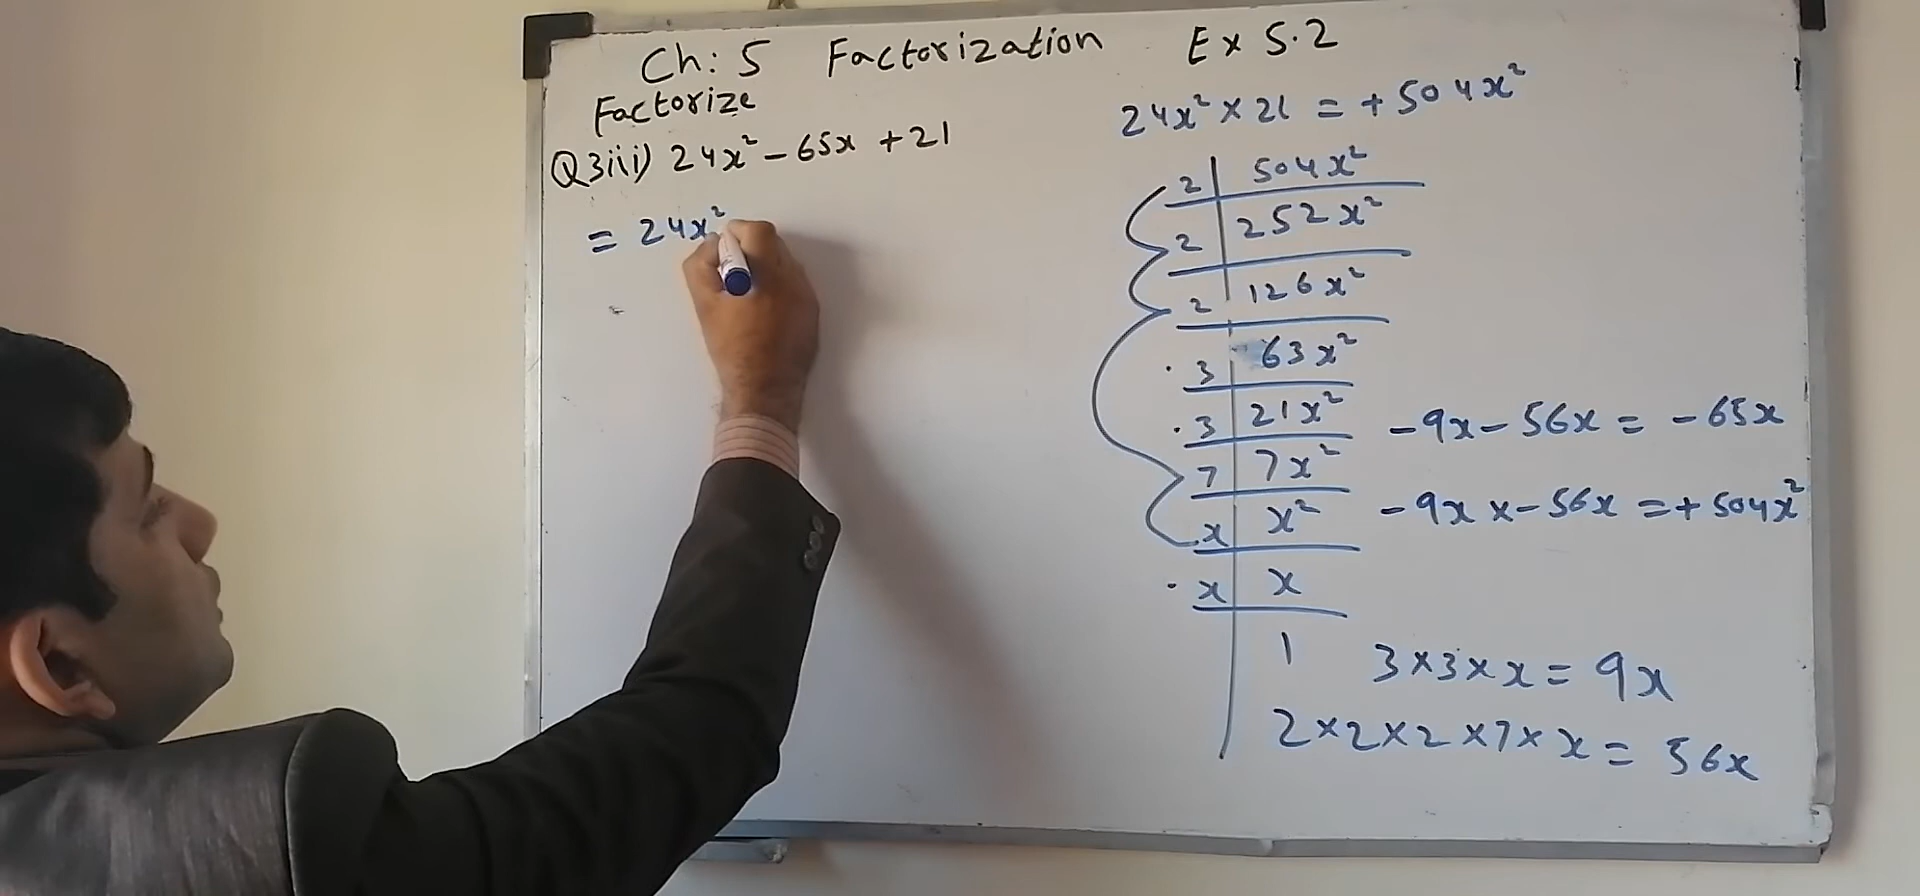 Ch: 5 Factorization Ex 5.2
Factorize
Q3iii) 24x² - 65x + 21
= 24x²
24x² × 21 = + 504x²
2 | 504x²
2 | 252x²
2 | 126x²
3 | 63x²
3 | 21x²
7 | 7x²
x | x²
x | x
1
-9x - 56x = - 65x
-9x × - 56x = + 504x²
3 × 3 × x = 9x
2 × 2 × 2 × 7 × x = 56x